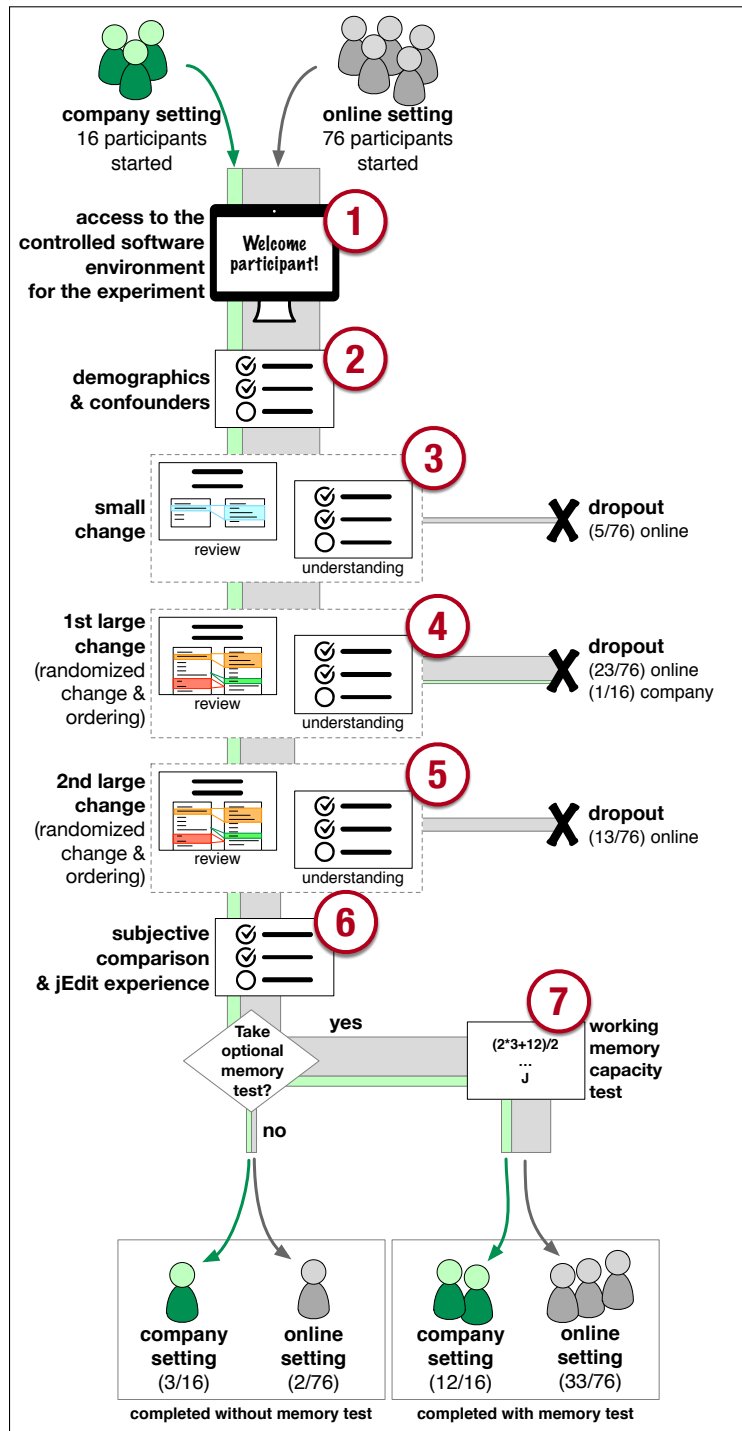 company setting
16 participants
started
online setting
76 participants
started
1
access to the
controlled software
environment
for the experiment
Welcome
participant!
2
demographics
& confounders
3
small
change
review
understanding
dropout
(5/76) online
4
1st large
change
(randomized
change &
ordering)
review
understanding
dropout
(23/76) online
(1/16) company
5
2nd large
change
(randomized
change &
ordering)
review
understanding
dropout
(13/76) online
6
subjective
comparison
& jEdit experience
Take
optional
memory
test?
yes
no
7
(2*3+12)/2
...
J
working
memory
capacity
test
company
setting
(3/16)
online
setting
(2/76)
completed without memory test
company
setting
(12/16)
online
setting
(33/76)
completed with memory test